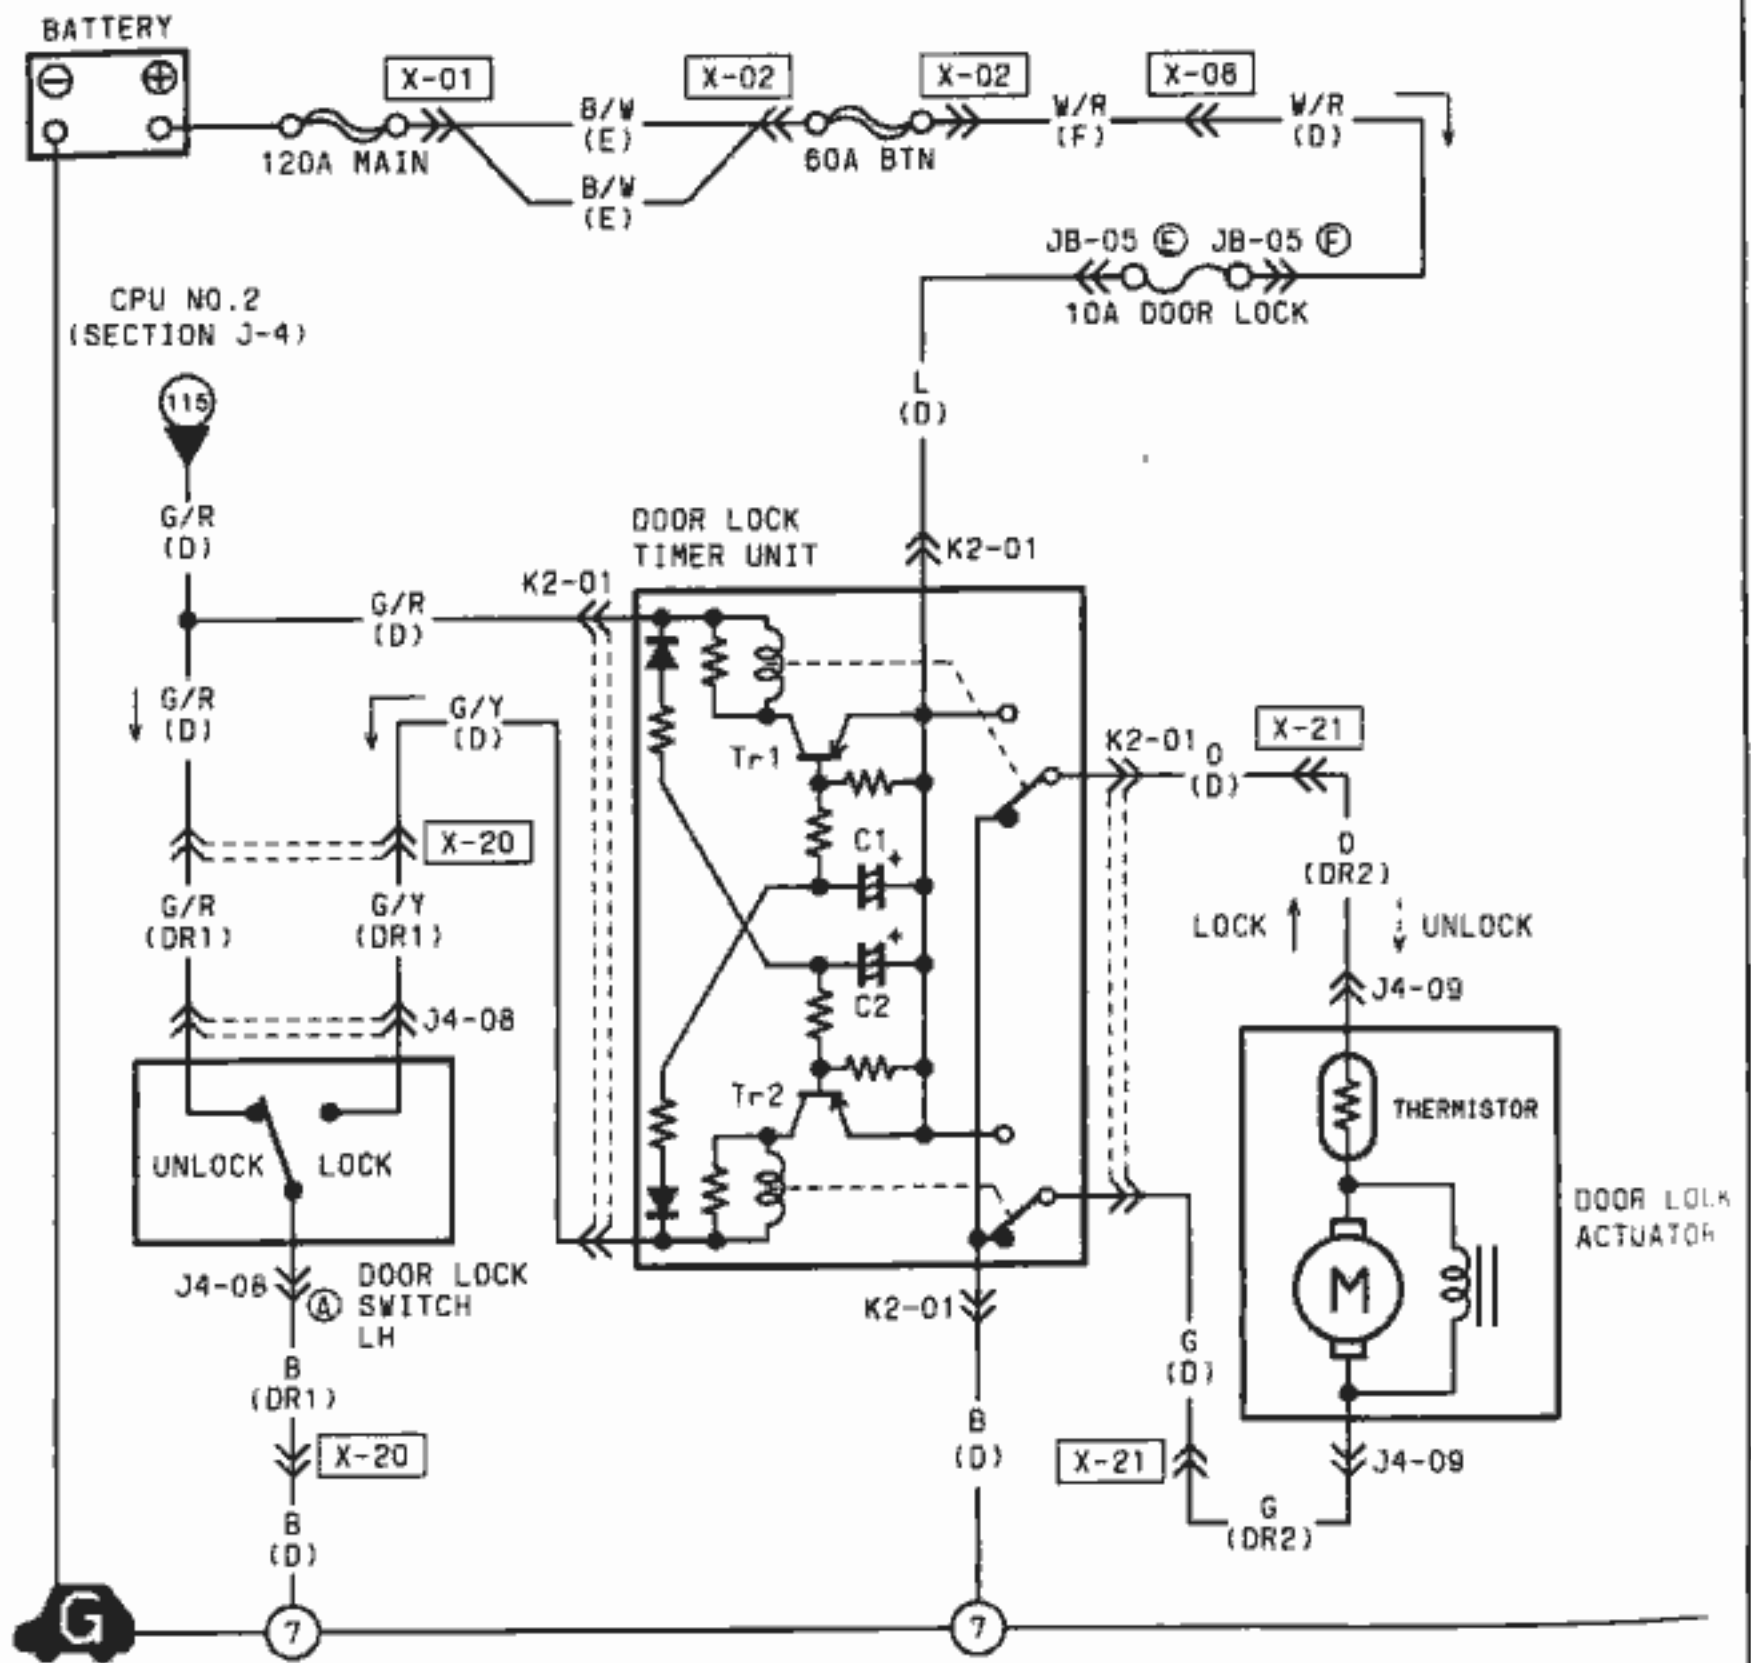 BATTERY
X-01
X-02
X-02
X-08
B/W
(E)
W/R
(F)
W/R
(D)
120A MAIN
60A BTN
B/W
(E)
JB-05 Ⓔ JB-05 Ⓕ
10A DOOR LOCK
CPU NO.2
(SECTION J-4)
115
L
(D)
G/R
(D)
DOOR LOCK
TIMER UNIT
K2-01
K2-01
G/R
(D)
G/R
(D)
G/Y
(D)
Tr1
K2-01
O
(D)
X-21
X-20
C1
+
O
(DR2)
G/R
(DR1)
G/Y
(DR1)
LOCK
UNLOCK
+
C2
J4-09
J4-08
Tr2
THERMISTOR
UNLOCK
LOCK
DOOR LOCK
ACTUATOR
M
J4-08
Ⓐ
DOOR LOCK
SWITCH
LH
K2-01
G
(D)
B
(DR1)
B
(D)
X-20
X-21
J4-09
G
(DR2)
B
(D)
G
7
7